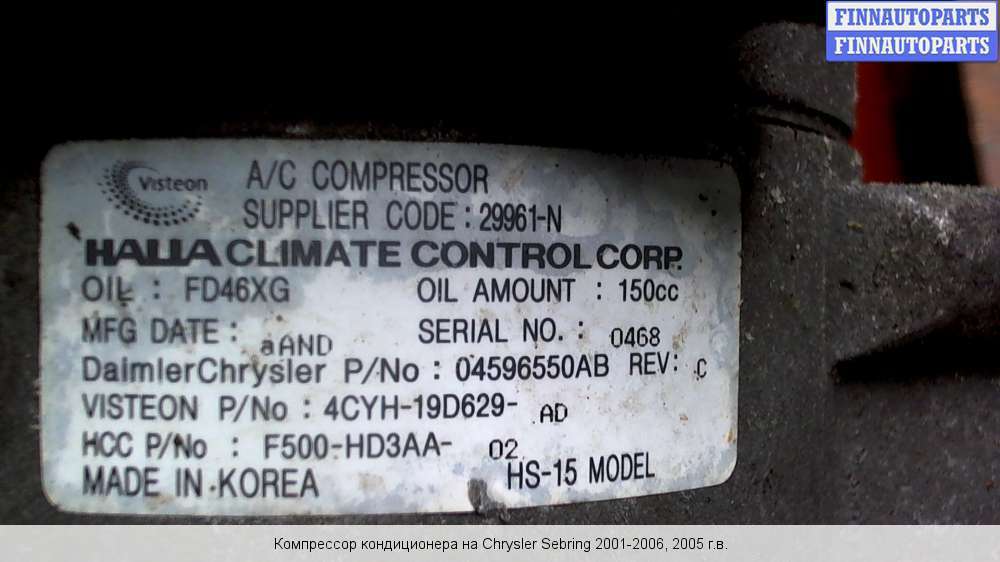 FINNAUTOPARTS
FINNAUTOPARTS
Visteon
A/C COMPRESSOR
SUPPLIER CODE : 29961-N
HALLA CLIMATE CONTROL CORP.
OIL : FD46XG OIL AMOUNT : 150cc
MFG DATE : aAND SERIAL NO. : 0468
DaimlerChrysler P/No : 04596550AB REV: C
VISTEON P/No : 4CYH-19D629- AD
HCC P/No : F500-HD3AA- 02
MADE IN KOREA HS-15 MODEL
Компрессор кондиционера на Chrysler Sebring 2001-2006, 2005 г.в.